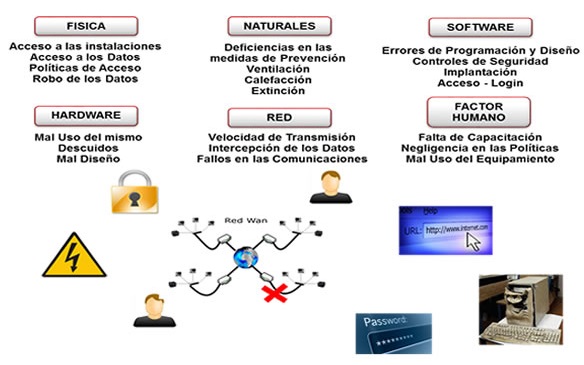 FISICA
Acceso a las instalaciones
Acceso a los Datos
Políticas de Acceso
Robo de los Datos
NATURALES
Deficiencias en las
medidas de Prevención
Ventilación
Calefacción
Extinción
SOFTWARE
Errores de Programación y Diseño
Controles de Seguridad
Implantación
Acceso - Login
HARDWARE
Mal Uso del mismo
Descuidos
Mal Diseño
RED
Velocidad de Transmisión
Intercepción de los Datos
Fallos en las Comunicaciones
FACTOR
HUMANO
Falta de Capacitación
Negligencia en las Políticas
Mal Uso del Equipamiento
Red Wan
Help
URL: http://www.internet.com
Password: